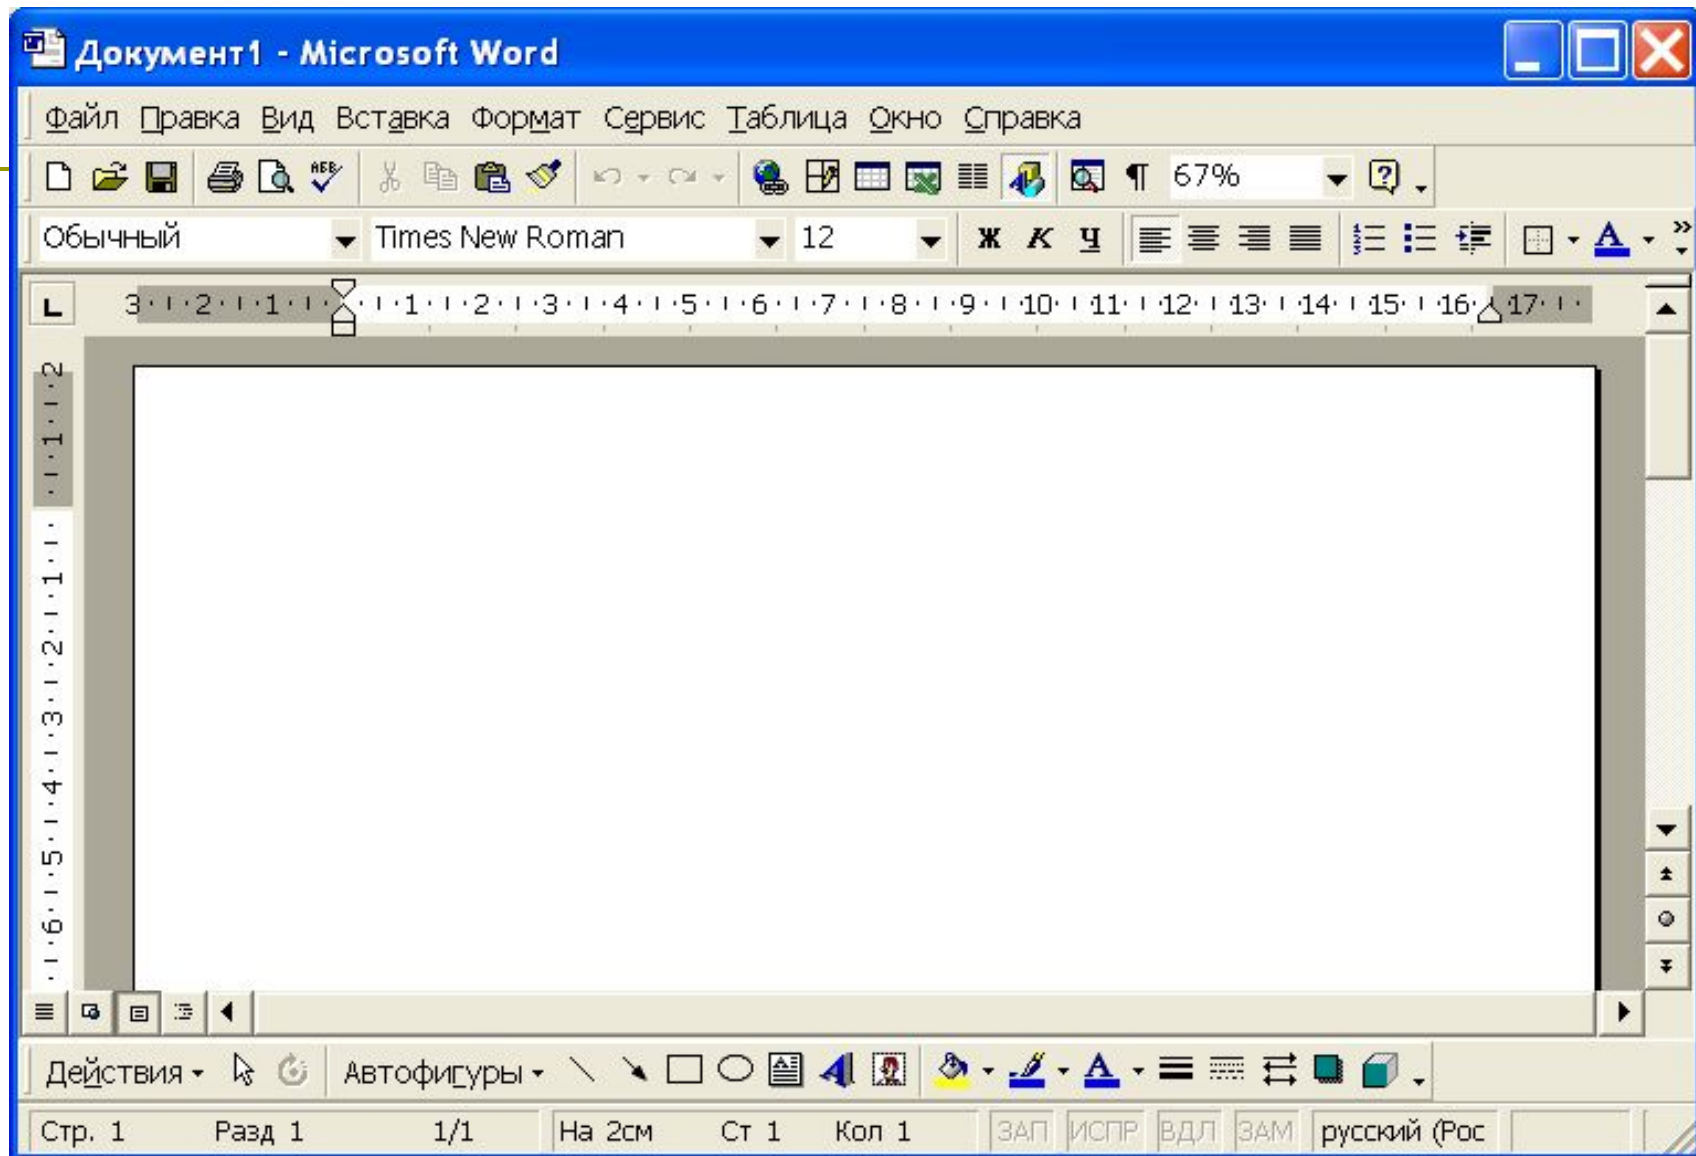 Документ1 - Microsoft Word
Файл Правка Вид Вставка Формат Сервис Таблица Окно Справка
АБВ ¶ 67%
Обычный Times New Roman 12 Ж К Ч А
L 3 2 1 1 2 3 4 5 6 7 8 9 10 11 12 13 14 15 16 17
2
1
1
2
3
4
5
6
Действия Автофигуры А
Стр. 1 Разд 1 1/1 На 2см Ст 1 Кол 1 ЗАП ИСПР ВДЛ ЗАМ русский (Рос